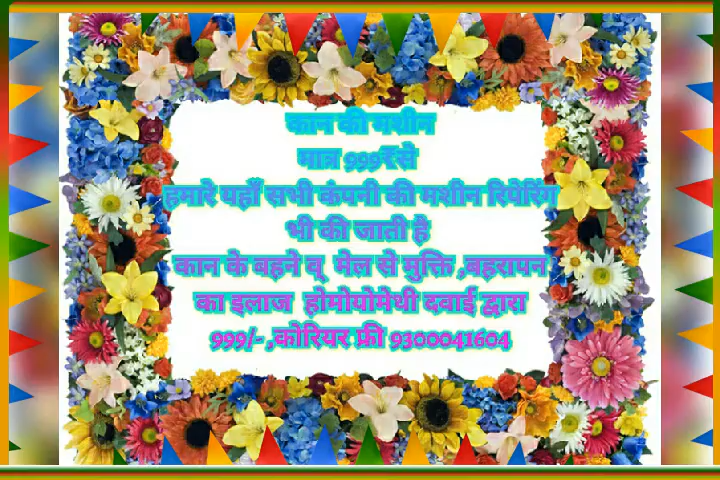 कान की मशीन
मात्र 999₹से
हमारे यहाँ सभी कंपनी की मशीन रिपेरिंग
भी की जाती है
कान के बहने व् मेल से मुक्ति ,बहरापन
का इलाज होमोयोमेथी दवाई द्वारा
999/- ,कोरियर फ्री 9300041604